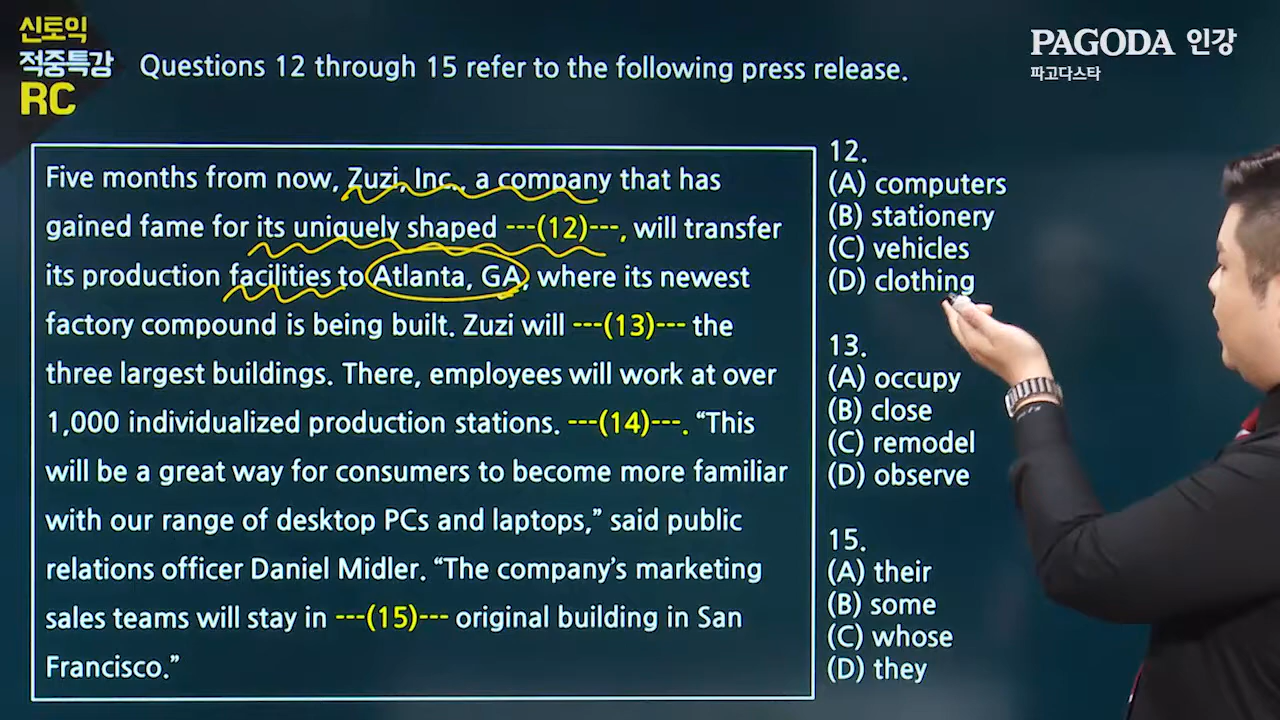 신토익
적중특강
RC
Questions 12 through 15 refer to the following press release.
PAGODA 인강
파고다스타
Five months from now, Zuzi, Inc., a company that has
gained fame for its uniquely shaped ---(12)---, will transfer
its production facilities to Atlanta, GA, where its newest
factory compound is being built. Zuzi will ---(13)--- the
three largest buildings. There, employees will work at over
1,000 individualized production stations. ---(14)---. “This
will be a great way for consumers to become more familiar
with our range of desktop PCs and laptops,” said public
relations officer Daniel Midler. “The company’s marketing
sales teams will stay in ---(15)--- original building in San
Francisco.”
12.
(A) computers
(B) stationery
(C) vehicles
(D) clothing
13.
(A) occupy
(B) close
(C) remodel
(D) observe
15.
(A) their
(B) some
(C) whose
(D) they